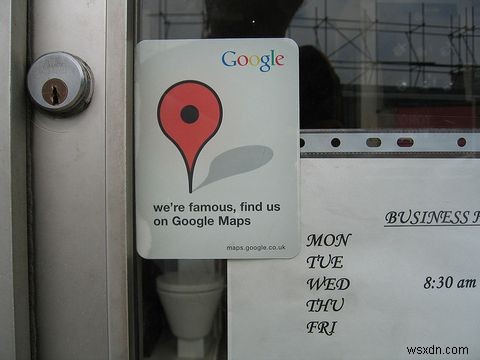 Google
we're famous, find us
on Google Maps
maps.google.co.uk
BUSINESS
MON
TUE
WED 8:30 am
THU
FRI
wsxdn.com